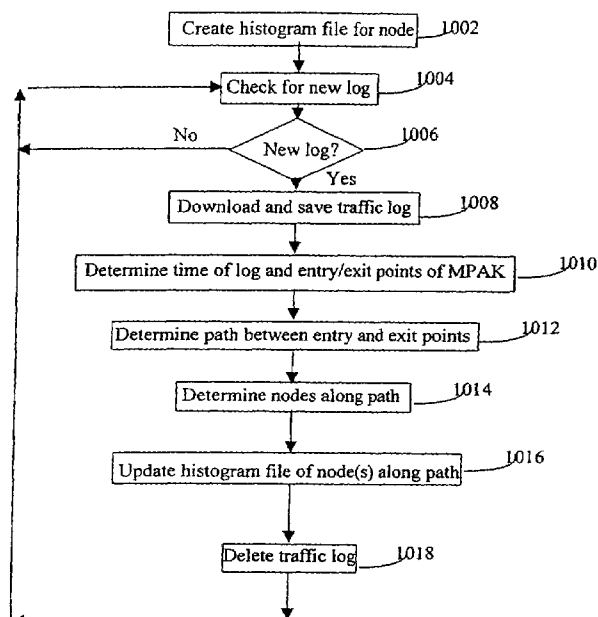 Create histogram file for node
1002
Check for new log
1004
No
New log?
1006
Yes
Download and save traffic log
1008
Determine time of log and entry/exit points of MPAK
1010
Determine path between entry and exit points
1012
Determine nodes along path
1014
Update histogram file of node(s) along path
1016
Delete traffic log
1018